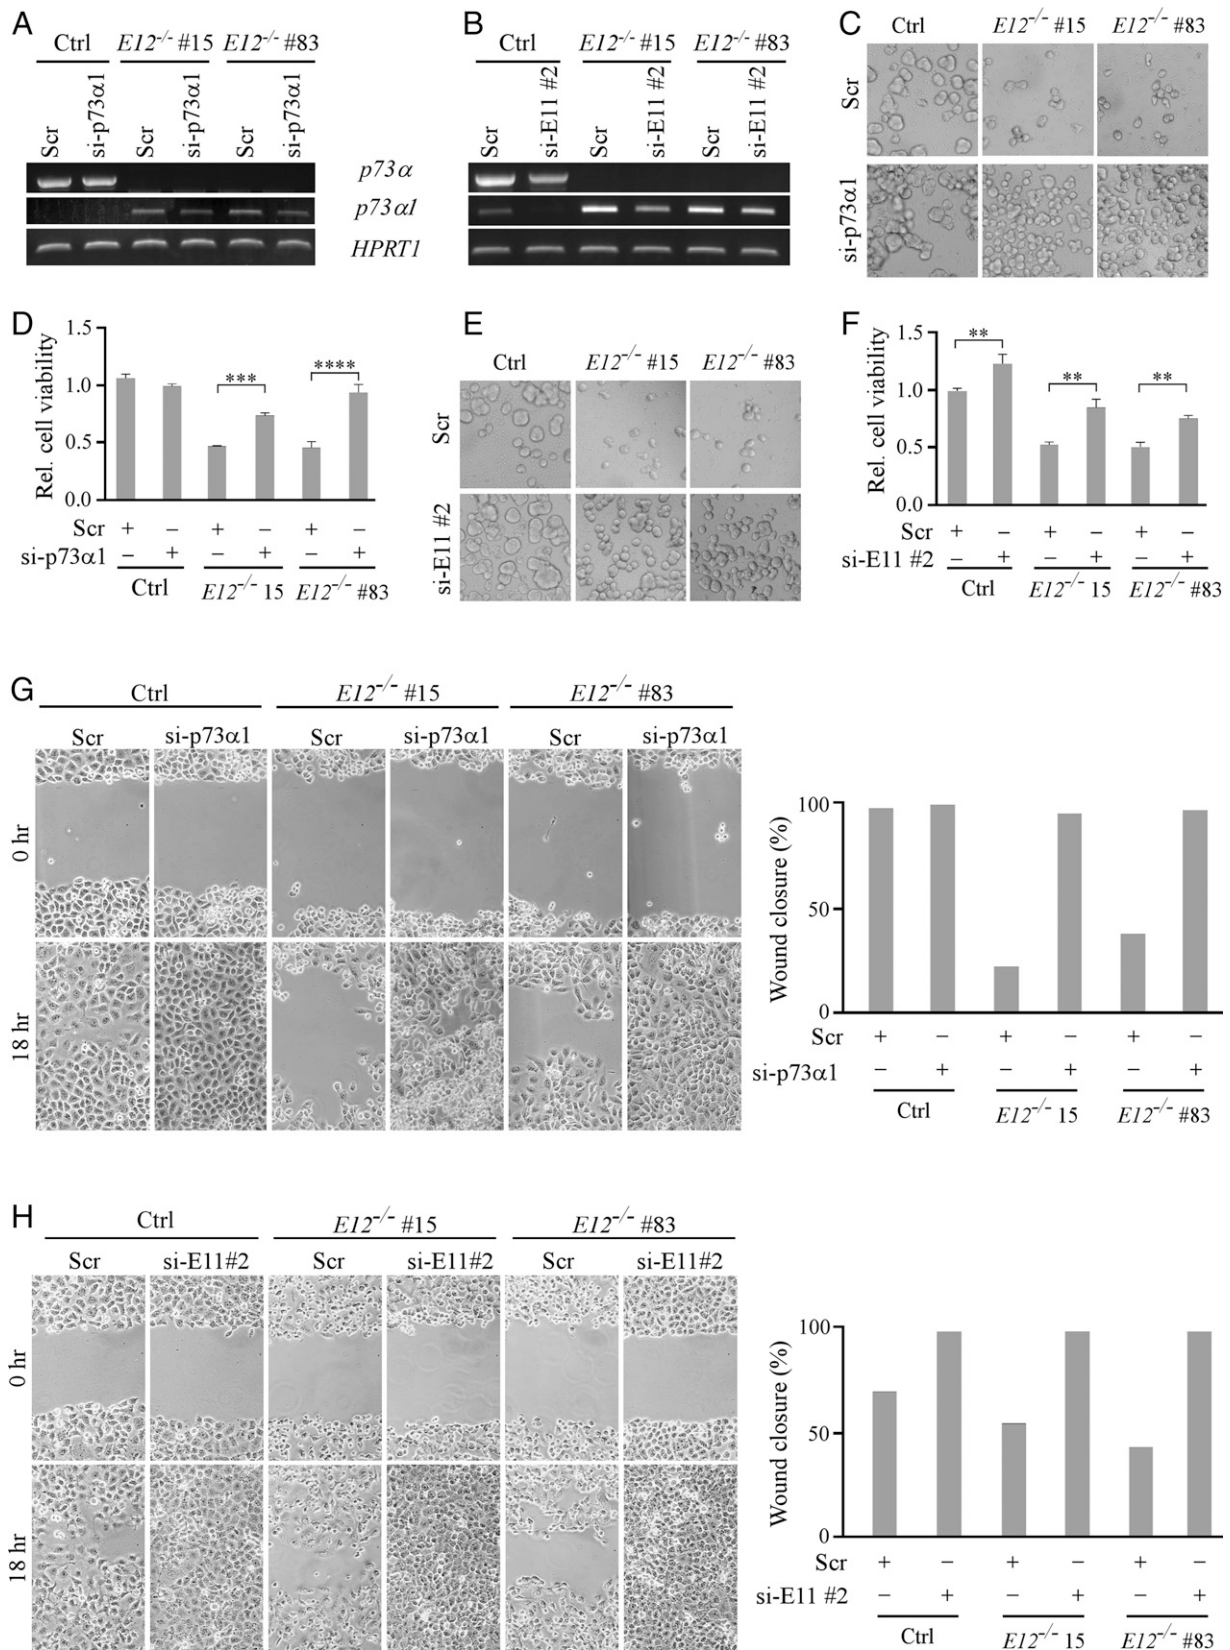 A
Ctrl E12-/- #15 E12-/- #83
Scr si-p73α1 Scr si-p73α1 Scr si-p73α1
p73α
p73α1
HPRT1
B
Ctrl E12-/- #15 E12-/- #83
Scr si-E11 #2 Scr si-E11 #2 Scr si-E11 #2
C
Ctrl E12-/- #15 E12-/- #83
Scr
si-p73α1
D
Rel. cell viability
1.5
1.0
0.5
0.0
*** ****
Scr + – + – + –
si-p73α1 – + – + – +
Ctrl E12-/- 15 E12-/- #83
E
Ctrl E12-/- #15 E12-/- #83
Scr
si-E11 #2
F
Rel. cell viability
1.5
1.0
0.5
0.0
** ** **
Scr + – + – + –
si-E11 #2 – + – + – +
Ctrl E12-/- 15 E12-/- #83
G
Ctrl E12-/- #15 E12-/- #83
Scr si-p73α1 Scr si-p73α1 Scr si-p73α1
0 hr
18 hr
Wound closure (%)
100
50
0
Scr + – + – + –
si-p73α1 – + – + – +
Ctrl E12-/- 15 E12-/- #83
H
Ctrl E12-/- #15 E12-/- #83
Scr si-E11#2 Scr si-E11#2 Scr si-E11#2
0 hr
18 hr
Wound closure (%)
100
50
0
Scr + – + – + –
si-E11 #2 – + – + – +
Ctrl E12-/- 15 E12-/- #83